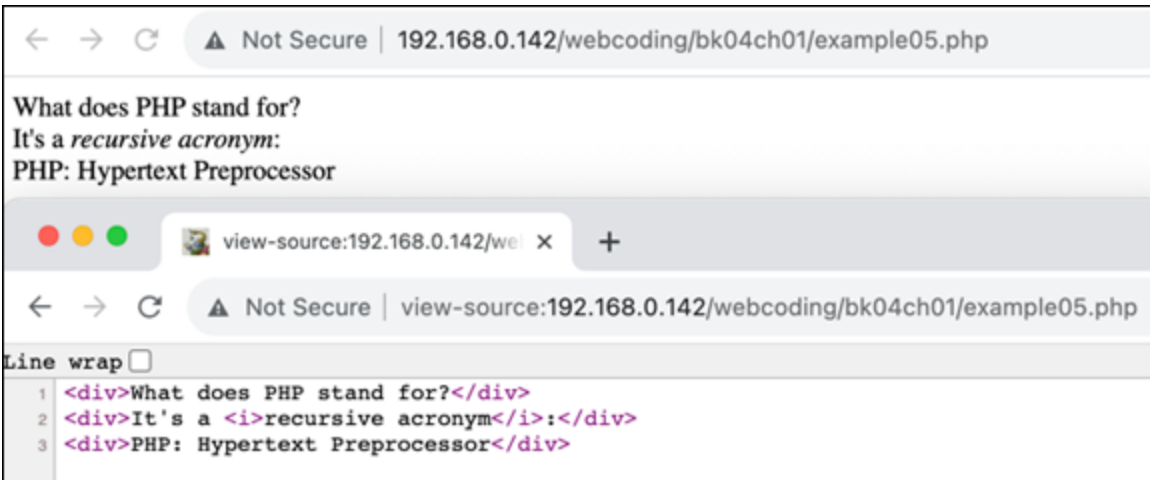 Not Secure | 192.168.0.142/webcoding/bk04ch01/example05.php
What does PHP stand for?
It's a recursive acronym:
PHP: Hypertext Preprocessor
view-source:192.168.0.142/we
Not Secure | view-source:192.168.0.142/webcoding/bk04ch01/example05.php
Line wrap
1 <div>What does PHP stand for?</div>
2 <div>It's a <i>recursive acronym</i>:</div>
3 <div>PHP: Hypertext Preprocessor</div>